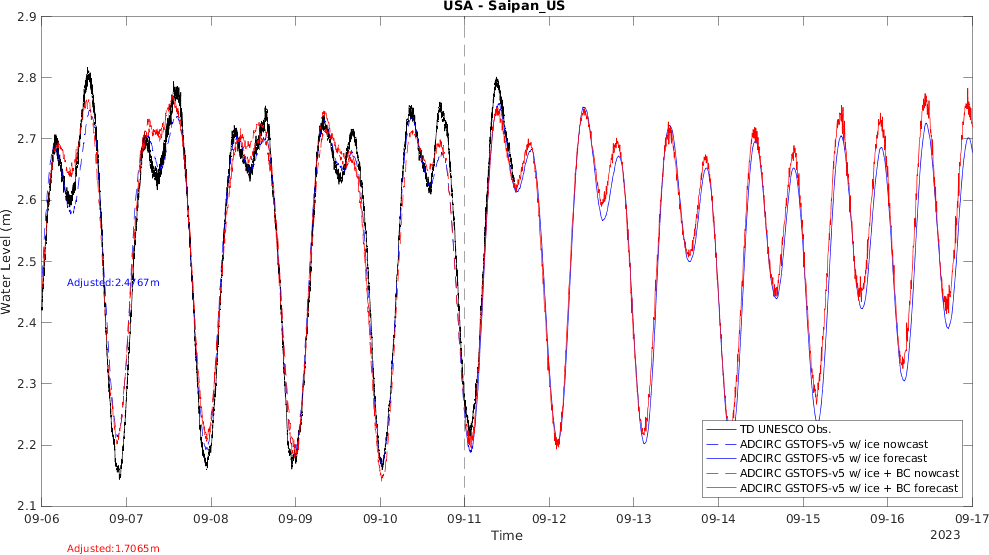 USA - Saipan_US
Water Level (m)
2.9
2.8
2.7
2.6
2.5
2.4
2.3
2.2
2.1
Adjusted:2.4767m
TD UNESCO Obs.
ADCIRC GSTOFS-v5 w/ ice nowcast
ADCIRC GSTOFS-v5 w/ ice forecast
ADCIRC GSTOFS-v5 w/ ice + BC nowcast
ADCIRC GSTOFS-v5 w/ ice + BC forecast
09-06 09-07 09-08 09-09 09-10 09-11 09-12 09-13 09-14 09-15 09-16 09-17
Time
2023
Adjusted:1.7065m